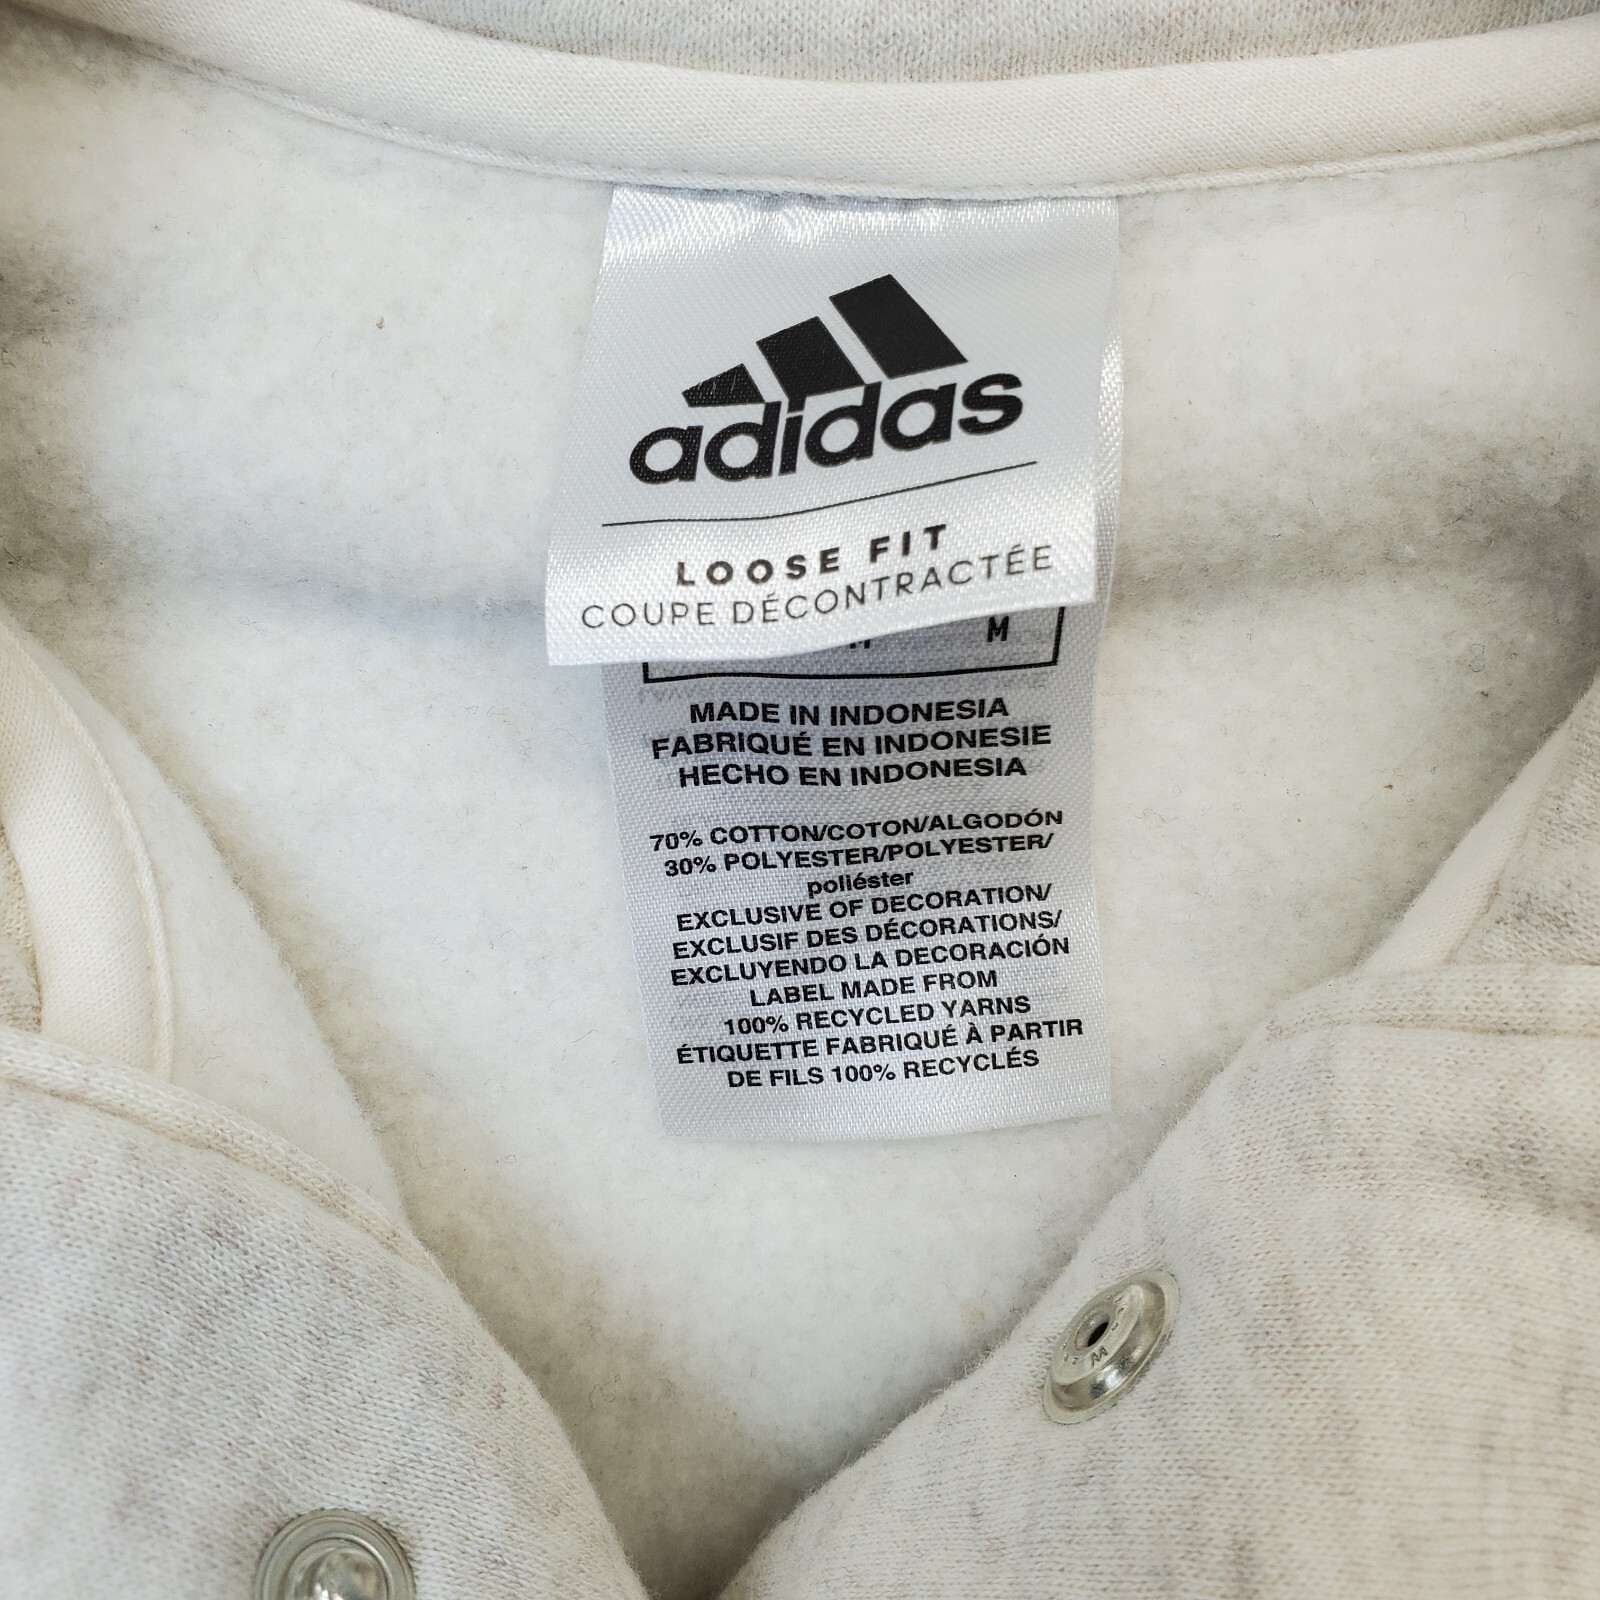 adidas
LOOSE FIT
COUPE DÉCONTRACTÉE
M
MADE IN INDONESIA
FABRIQUÉ EN INDONESIE
HECHO EN INDONESIA
70% COTTON/COTON/ALGODÓN
30% POLYESTER/POLYESTER/
poliéster
EXCLUSIVE OF DECORATION/
EXCLUSIF DES DÉCORATIONS/
EXCLUYENDO LA DECORACIÓN
LABEL MADE FROM
100% RECYCLED YARNS
ÉTIQUETTE FABRIQUÉ À PARTIR
DE FILS 100% RECYCLÉS